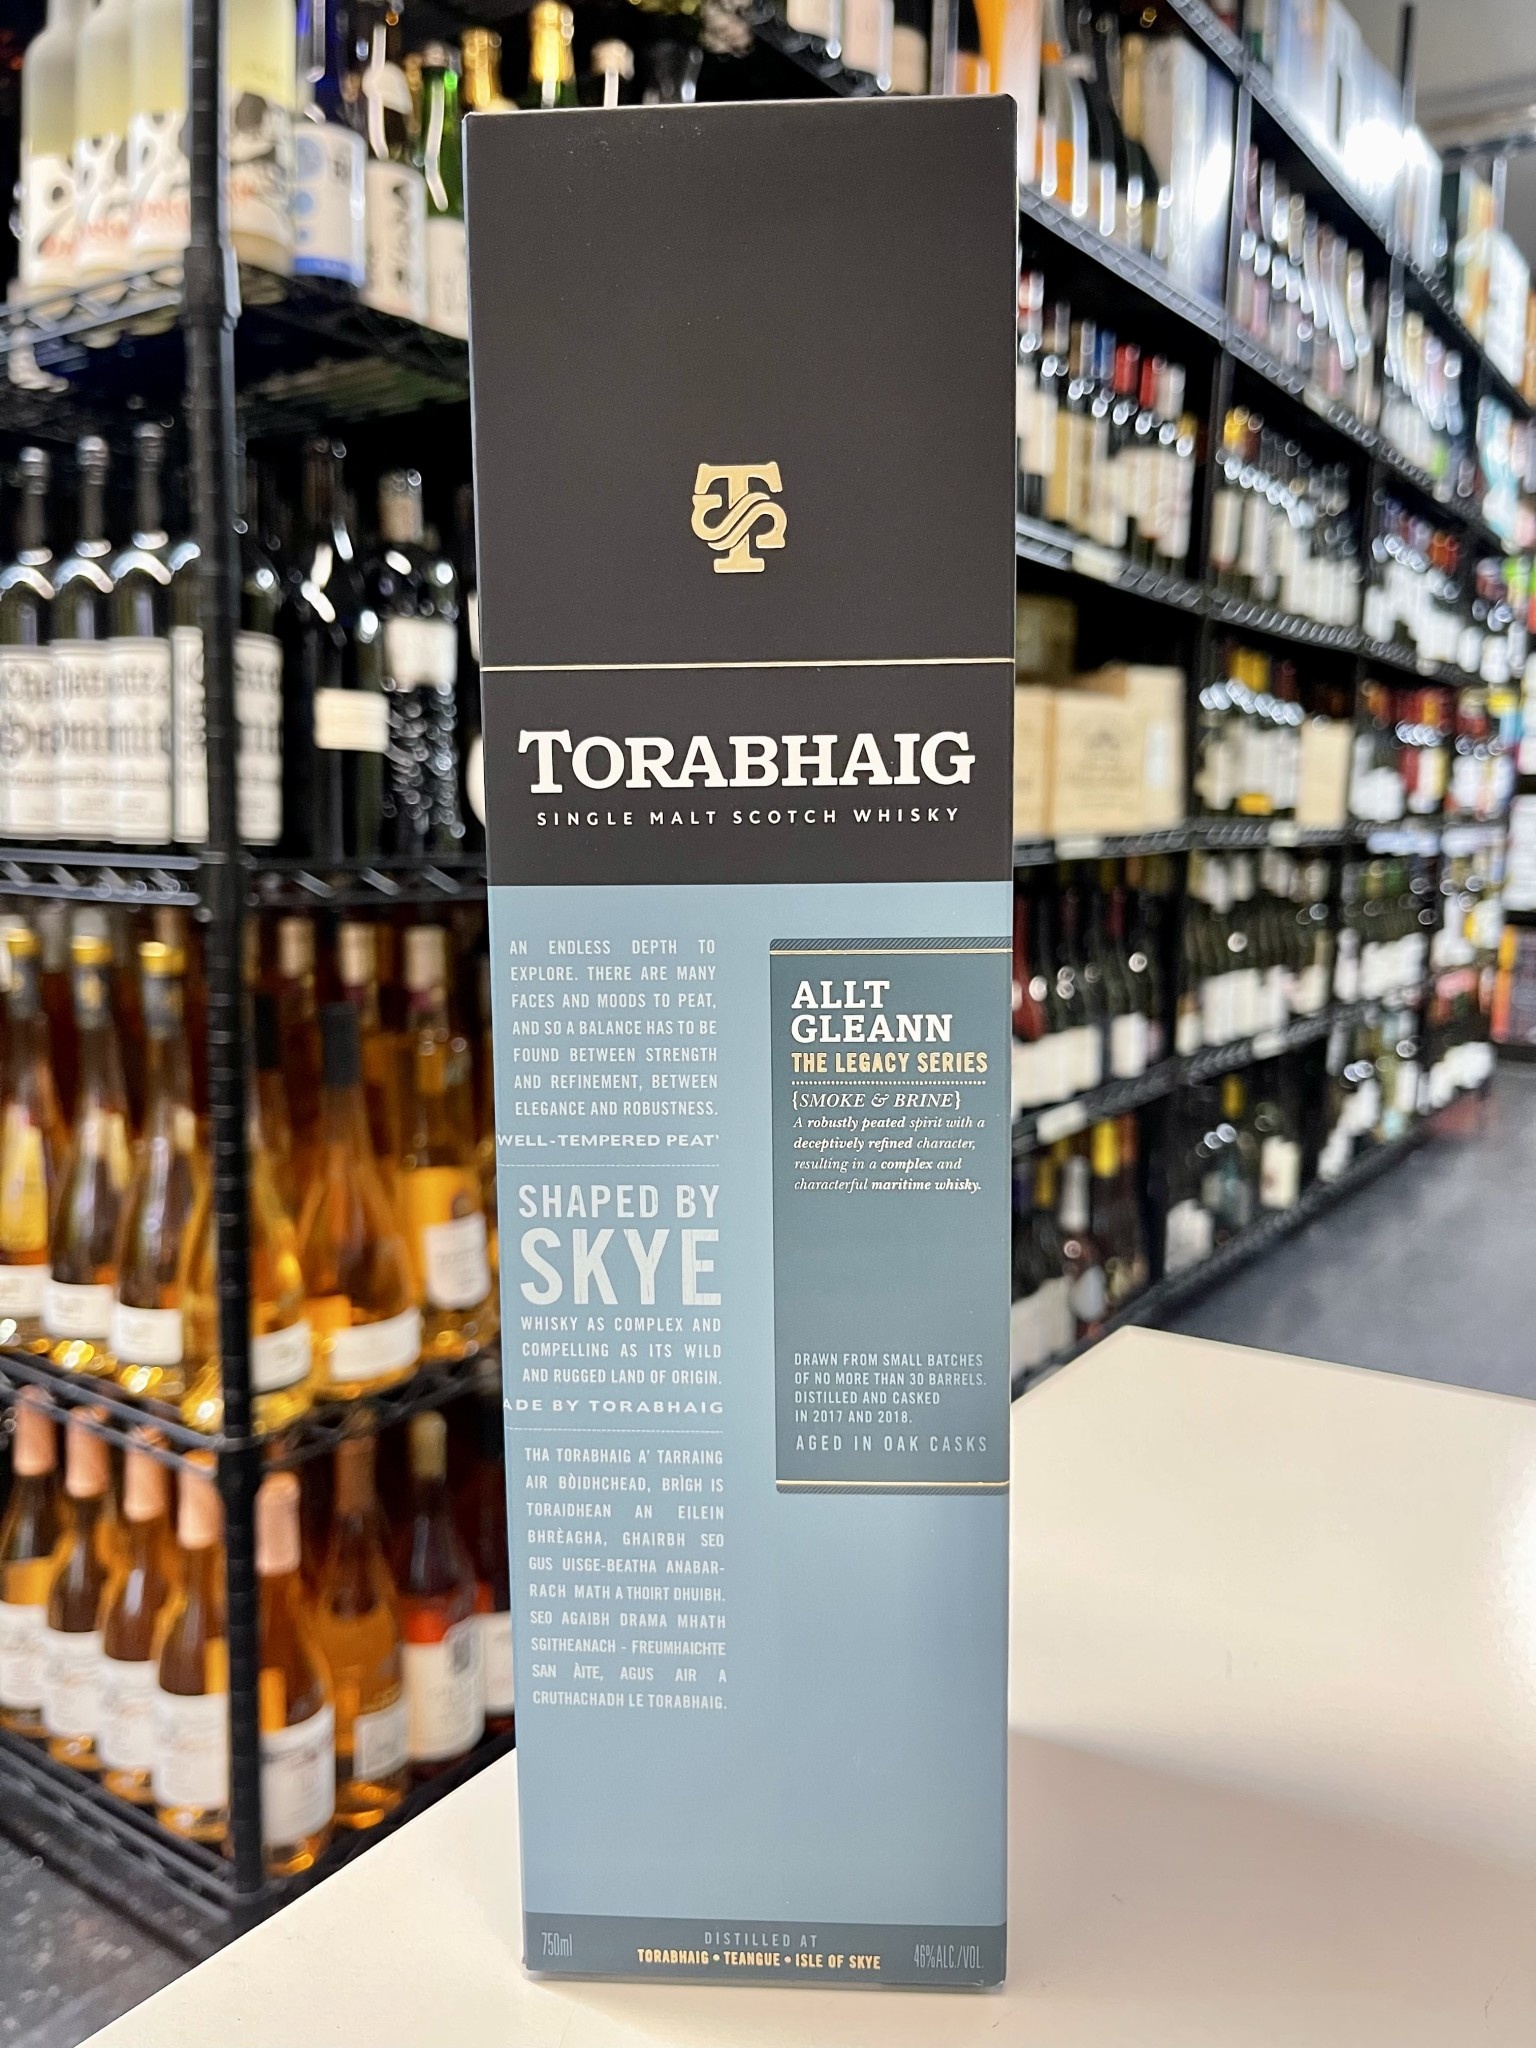 TORABHAIG
SINGLE MALT SCOTCH WHISKY
AN ENDLESS DEPTH TO
EXPLORE. THERE ARE MANY
FACES AND MOODS TO PEAT,
AND SO A BALANCE HAS TO BE
FOUND BETWEEN STRENGTH
AND REFINEMENT, BETWEEN
ELEGANCE AND ROBUSTNESS.
WELL-TEMPERED PEAT'
SHAPED BY
SKYE
WHISKY AS COMPLEX AND
COMPELLING AS ITS WILD
AND RUGGED LAND OF ORIGIN.
ADE BY TORABHAIG
THA TORABHAIG A' TARRAING
AIR BÒIDHCHEAD, BRÌGH IS
TORAIDHEAN AN EILEIN
BHRÈAGHA, GHAIRBH SEO
GUS UISGE-BEATHA ANABAR-
RACH MATH A THOIRT DHUIBH.
SEO AGAIBH DRAMA MHATH
SGITHEANACH - FREUMHAICHTE
SAN ÀITE, AGUS AIR A
CRUTHACHADH LE TORABHAIG.
ALLT
GLEANN
THE LEGACY SERIES
{SMOKE & BRINE}
A robustly peated spirit with a
deceptively refined character,
resulting in a complex and
characterful maritime whisky.
DRAWN FROM SMALL BATCHES
OF NO MORE THAN 30 BARRELS.
DISTILLED AND CASKED
IN 2017 AND 2018.
AGED IN OAK CASKS
750ml
DISTILLED AT
TORABHAIG • TEANGUE • ISLE OF SKYE
46%ALC./VOL.